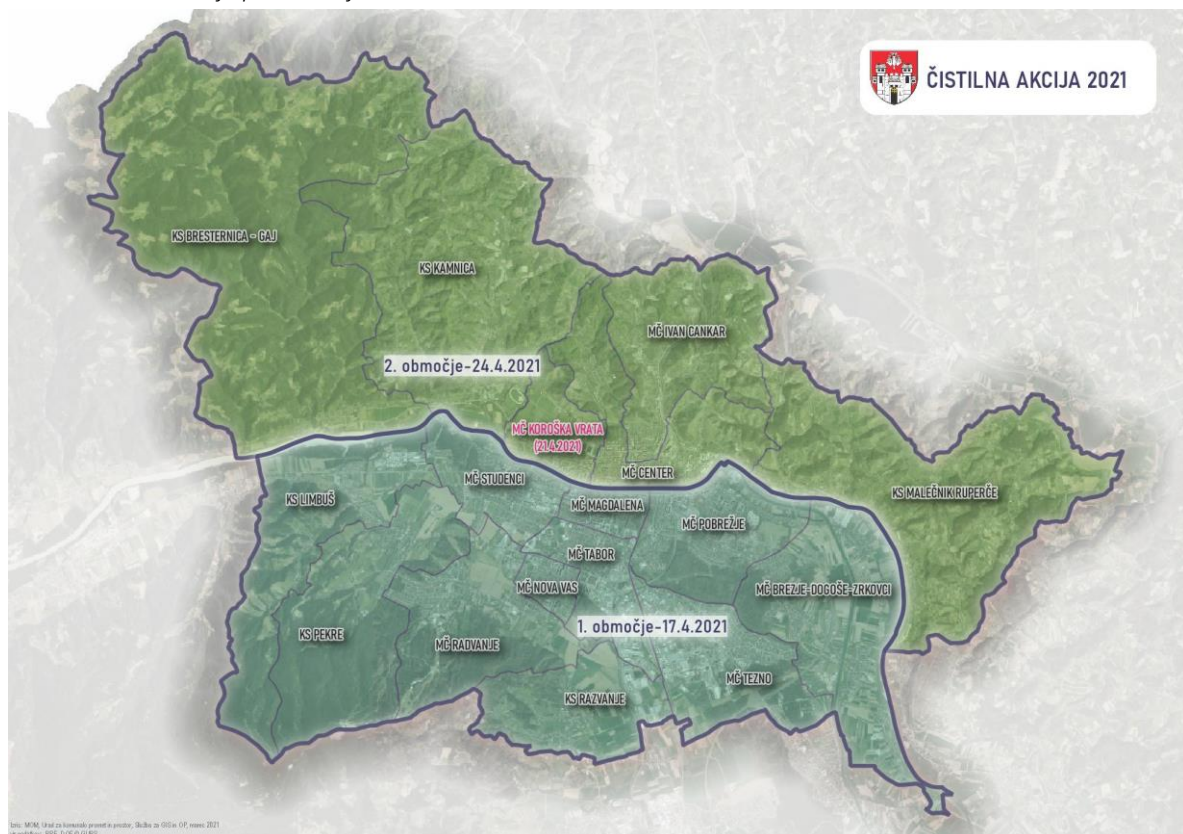 ČISTILNA AKCIJA 2021
KS BRESTERNICA - GAJ
KS KAMNICA
MČ IVAN CANKAR
2. območje-24.4.2021
MČ KOROŠKA VRATA
(21.4.2021)
MČ CENTER
MČ STUDENCI
KS LIMBUŠ
KS MALEČNIK RUPERČE
MČ MAGDALENA
MČ POBREŽJE
MČ TABOR
MČ NOVA VAS
MČ BREZJE-DOGOŠE-ZRKOVCI
1. območje-17.4.2021
KS PEKRE
MČ RADVANJE
MČ TEZNO
KS RAZVANJE